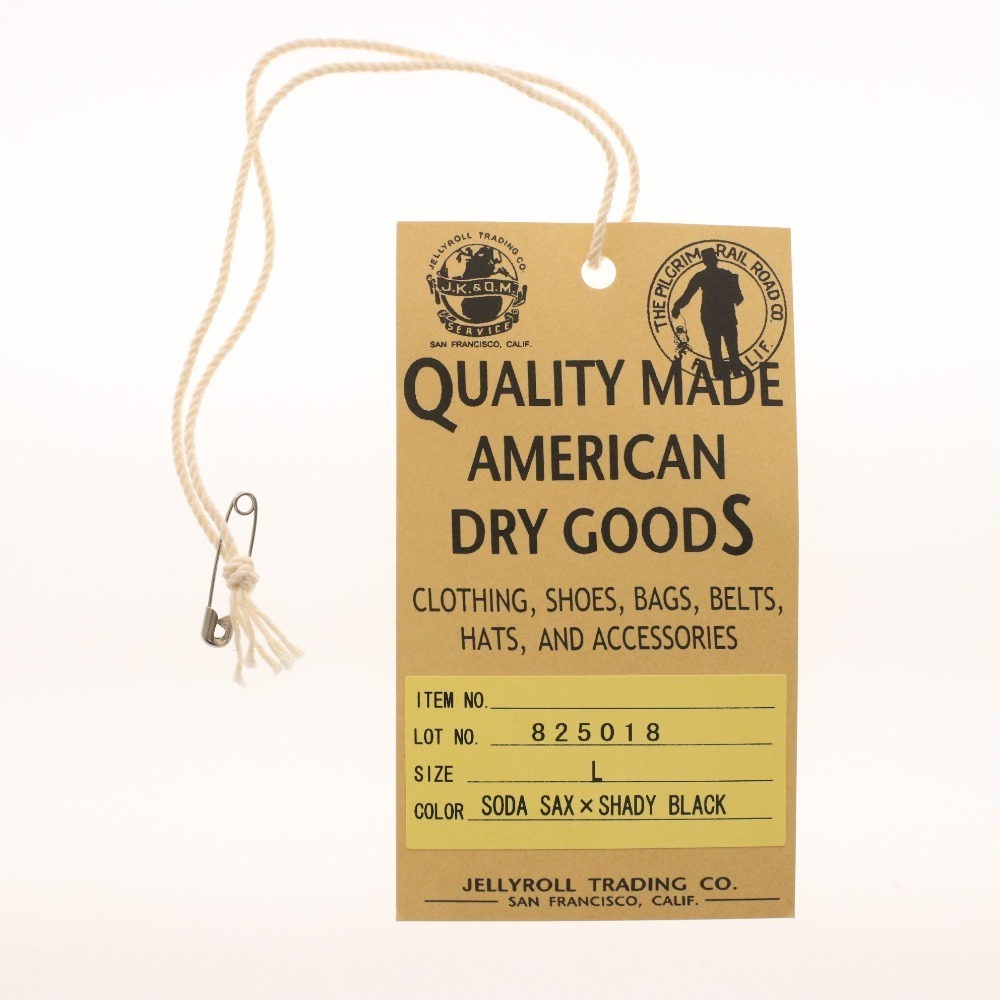 JELLYROLL TRADING CO.
J.K.&O.M.
SERVICE
SAN FRANCISCO, CALIF.
THE PILGRIM RAIL ROAD CO.
QUALITY MADE
AMERICAN
DRY GOODS
CLOTHING, SHOES, BAGS, BELTS,
HATS, AND ACCESSORIES
ITEM NO.
LOT NO. 825018
SIZE L
COLOR SODA SAX×SHADY BLACK
JELLYROLL TRADING CO.
SAN FRANCISCO, CALIF.